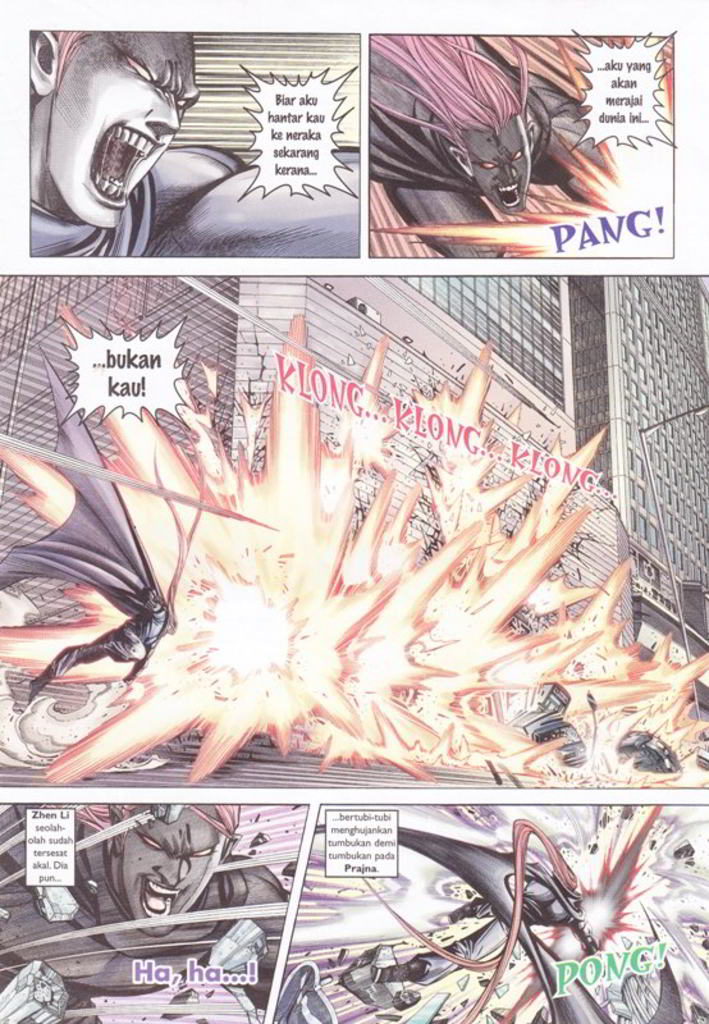 Biar aku
hantar kau
ke neraka
sekarang
kerana...
...aku yang
akan
merajai
dunia ini...
PANG!
...bukan
kau!
KLONG... KLONG... KLONG...
Zhen Li
seolah-
olah sudah
tersesat
akal. Dia
pun...
Ha, ha...!
...bertubi-tubi
menghujankan
tumbukan demi
tumbukan pada
Prajna.
PONG!